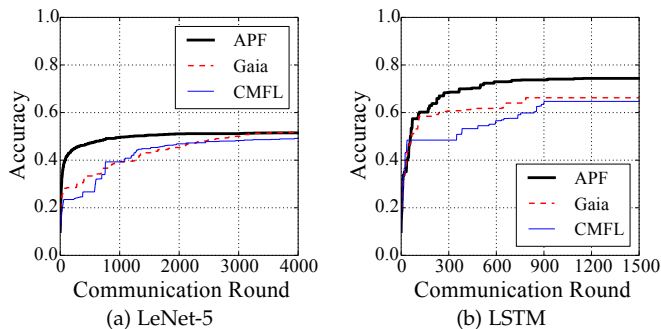 1.0
0.8
0.6
0.4
0.2
0.0
Accuracy
APF
Gaia
CMFL
0 1000 2000 3000 4000
Communication Round
(a) LeNet-5
1.0
0.8
0.6
0.4
0.2
0.0
Accuracy
APF
Gaia
CMFL
0 300 600 900 1200 1500
Communication Round
(b) LSTM